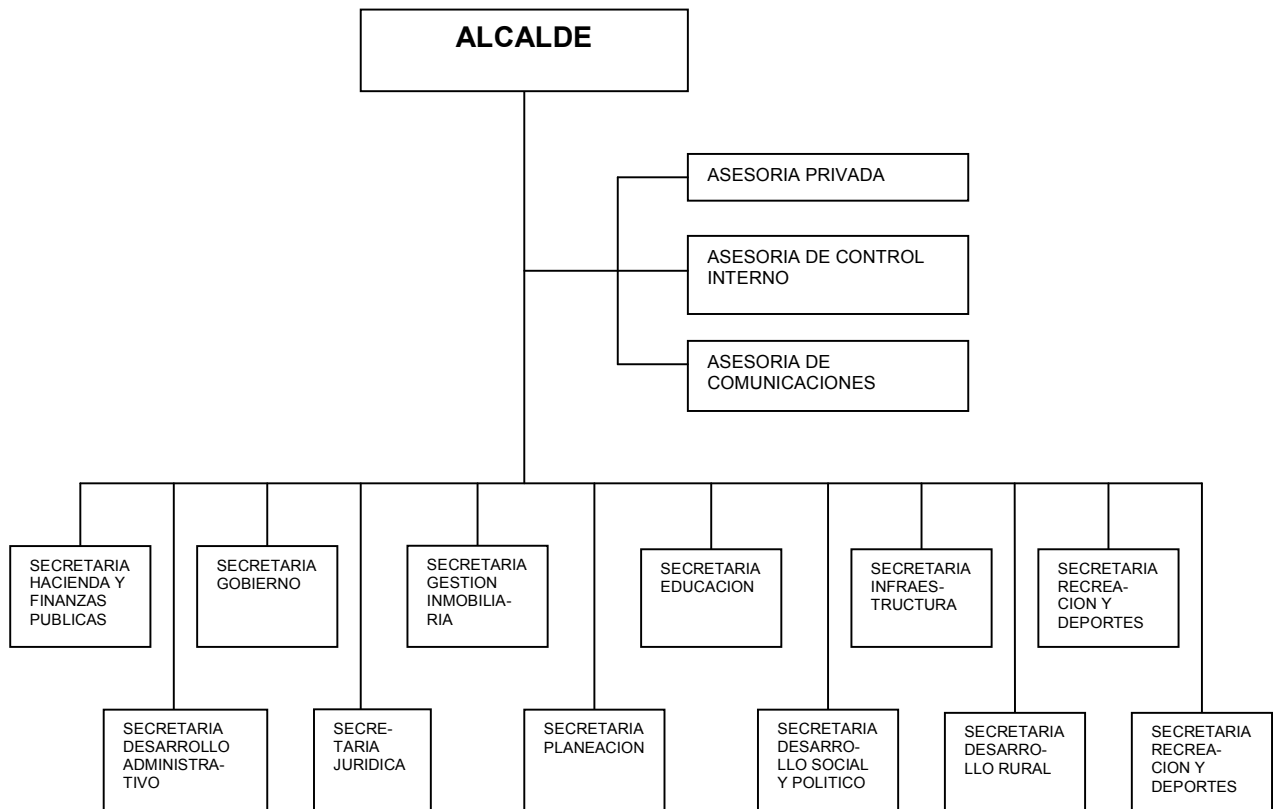 ALCALDE
ASESORIA PRIVADA
ASESORIA DE CONTROL
INTERNO
ASESORIA DE
COMUNICACIONES
SECRETARIA
HACIENDA Y
FINANZAS
PUBLICAS
SECRETARIA
GOBIERNO
SECRETARIA
GESTION
INMOBILIA-
RIA
SECRETARIA
EDUCACION
SECRETARIA
INFRAES-
TRUCTURA
SECRETARIA
RECREA-
CION Y
DEPORTES
SECRETARIA
DESARROLLO
ADMINISTRA-
TIVO
SECRE-
TARIA
JURIDICA
SECRETARIA
PLANEACION
SECRETARIA
DESARRO-
LLO SOCIAL
Y POLITICO
SECRETARIA
DESARRO-
LLO RURAL
SECRETARIA
RECREA-
CION Y
DEPORTES